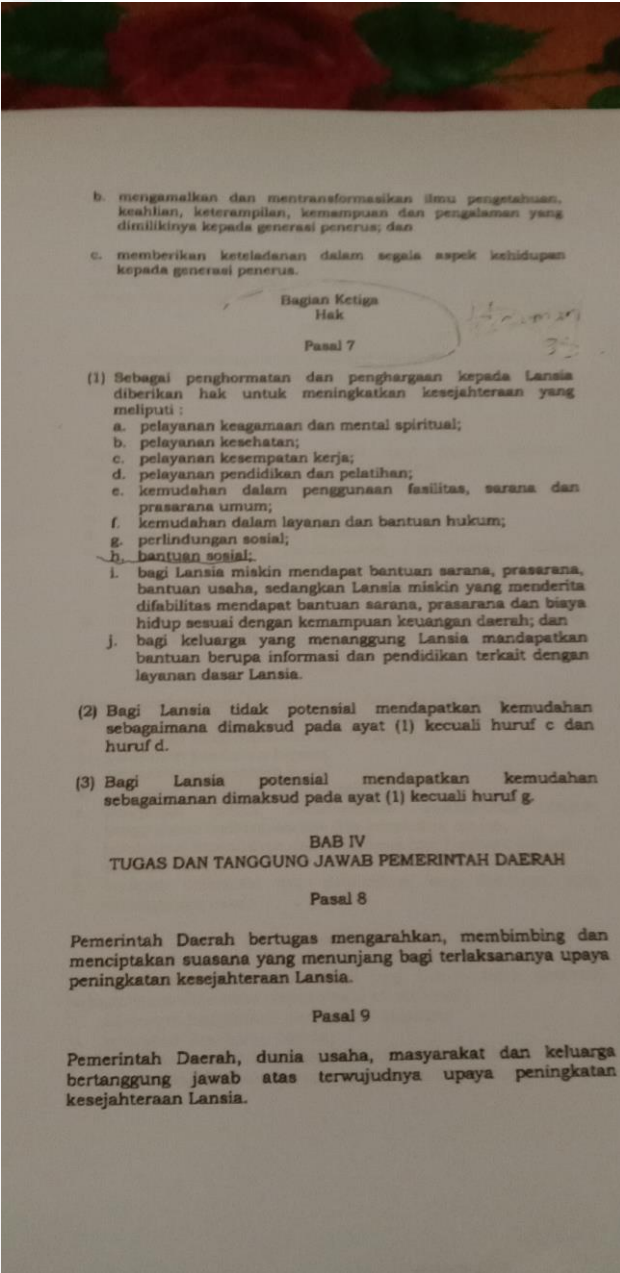 b. mengamalkan dan mentransformasikan ilmu pengetahuan,
keahlian, keterampilan, kemampuan dan pengalaman yang
dimilikinya kepada generasi penerus; dan
c. memberikan keteladanan dalam segala aspek kehidupan
kepada generasi penerus.
Bagian Ketiga
Hak
Pasal 7
(1) Sebagai penghormatan dan penghargaan kepada Lansia
diberikan hak untuk meningkatkan kesejahteraan yang
meliputi :
a. pelayanan keagamaan dan mental spiritual;
b. pelayanan kesehatan;
c. pelayanan kesempatan kerja;
d. pelayanan pendidikan dan pelatihan;
e. kemudahan dalam penggunaan fasilitas, sarana dan
prasarana umum;
f. kemudahan dalam layanan dan bantuan hukum;
g. perlindungan sosial;
h. bantuan sosial;
i. bagi Lansia miskin mendapat bantuan sarana, prasarana,
bantuan usaha, sedangkan Lansia miskin yang menderita
difabilitas mendapat bantuan sarana, prasarana dan biaya
hidup sesuai dengan kemampuan keuangan daerah; dan
j. bagi keluarga yang menanggung Lansia mandapatkan
bantuan berupa informasi dan pendidikan terkait dengan
layanan dasar Lansia.
(2) Bagi Lansia tidak potensial mendapatkan kemudahan
sebagaimana dimaksud pada ayat (1) kecuali huruf c dan
huruf d.
(3) Bagi Lansia potensial mendapatkan kemudahan
sebagaimanan dimaksud pada ayat (1) kecuali huruf g.
BAB IV
TUGAS DAN TANGGUNG JAWAB PEMERINTAH DAERAH
Pasal 8
Pemerintah Daerah bertugas mengarahkan, membimbing dan
menciptakan suasana yang menunjang bagi terlaksananya upaya
peningkatan kesejahteraan Lansia.
Pasal 9
Pemerintah Daerah, dunia usaha, masyarakat dan keluarga
bertanggung jawab atas terwujudnya upaya peningkatan
kesejahteraan Lansia.